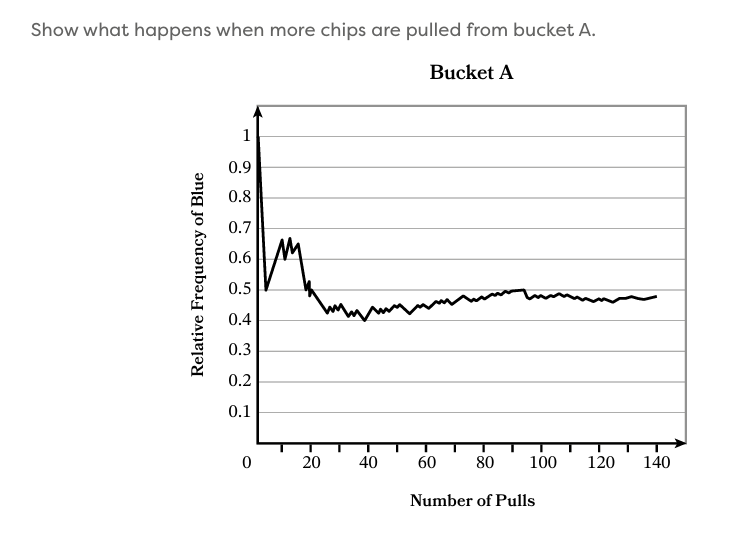 Show what happens when more chips are pulled from bucket A.
Bucket A
Relative Frequency of Blue
1
0.9
0.8
0.7
0.6
0.5
0.4
0.3
0.2
0.1
0 20 40 60 80 100 120 140
Number of Pulls